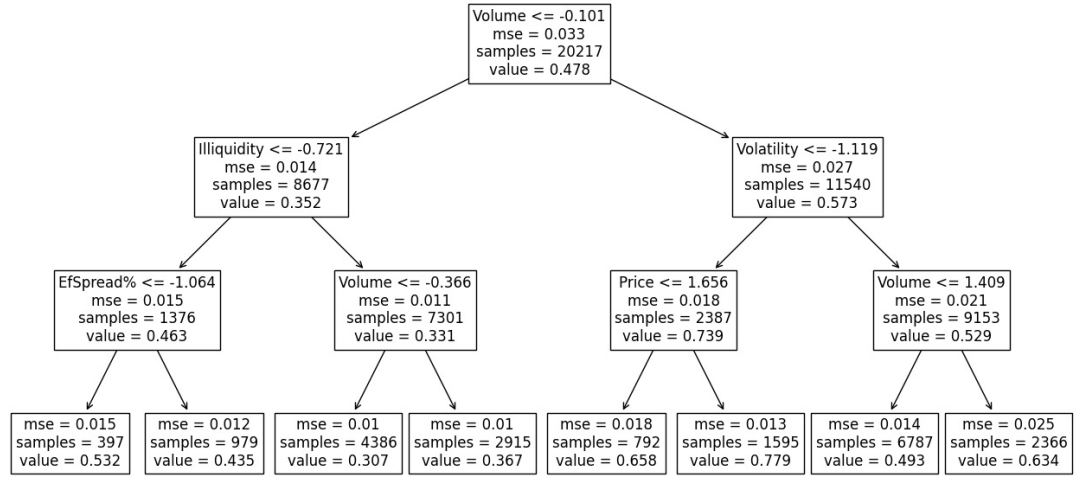 Volume <= -0.101
mse = 0.033
samples = 20217
value = 0.478
Illiquidity <= -0.721
mse = 0.014
samples = 8677
value = 0.352
Volatility <= -1.119
mse = 0.027
samples = 11540
value = 0.573
EfSpread% <= -1.064
mse = 0.015
samples = 1376
value = 0.463
Volume <= -0.366
mse = 0.011
samples = 7301
value = 0.331
Price <= 1.656
mse = 0.018
samples = 2387
value = 0.739
Volume <= 1.409
mse = 0.021
samples = 9153
value = 0.529
mse = 0.015
samples = 397
value = 0.532
mse = 0.012
samples = 979
value = 0.435
mse = 0.01
samples = 4386
value = 0.307
mse = 0.01
samples = 2915
value = 0.367
mse = 0.018
samples = 792
value = 0.658
mse = 0.013
samples = 1595
value = 0.779
mse = 0.014
samples = 6787
value = 0.493
mse = 0.025
samples = 2366
value = 0.634